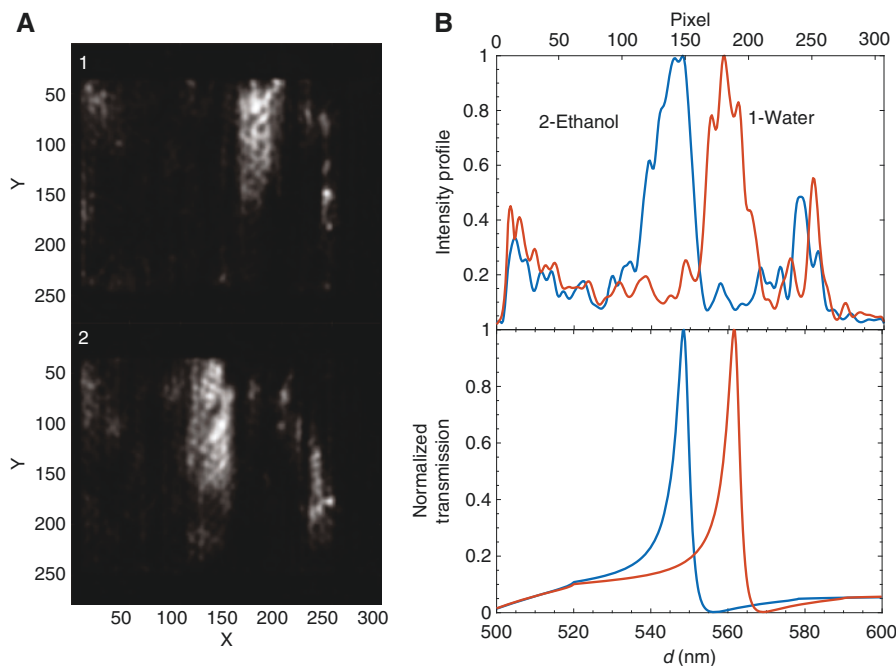 A
1
50
100
150
200
250
Y
2
50
100
150
200
250
Y
50 100 150 200 250 300
X
B
Pixel
0 50 100 150 200 250 300
1
0.8
0.6
0.4
0.2
Intensity profile
2-Ethanol
1-Water
1
0.8
0.6
0.4
0.2
0
Normalized
transmission
500 520 540 560 580 600
d (nm)